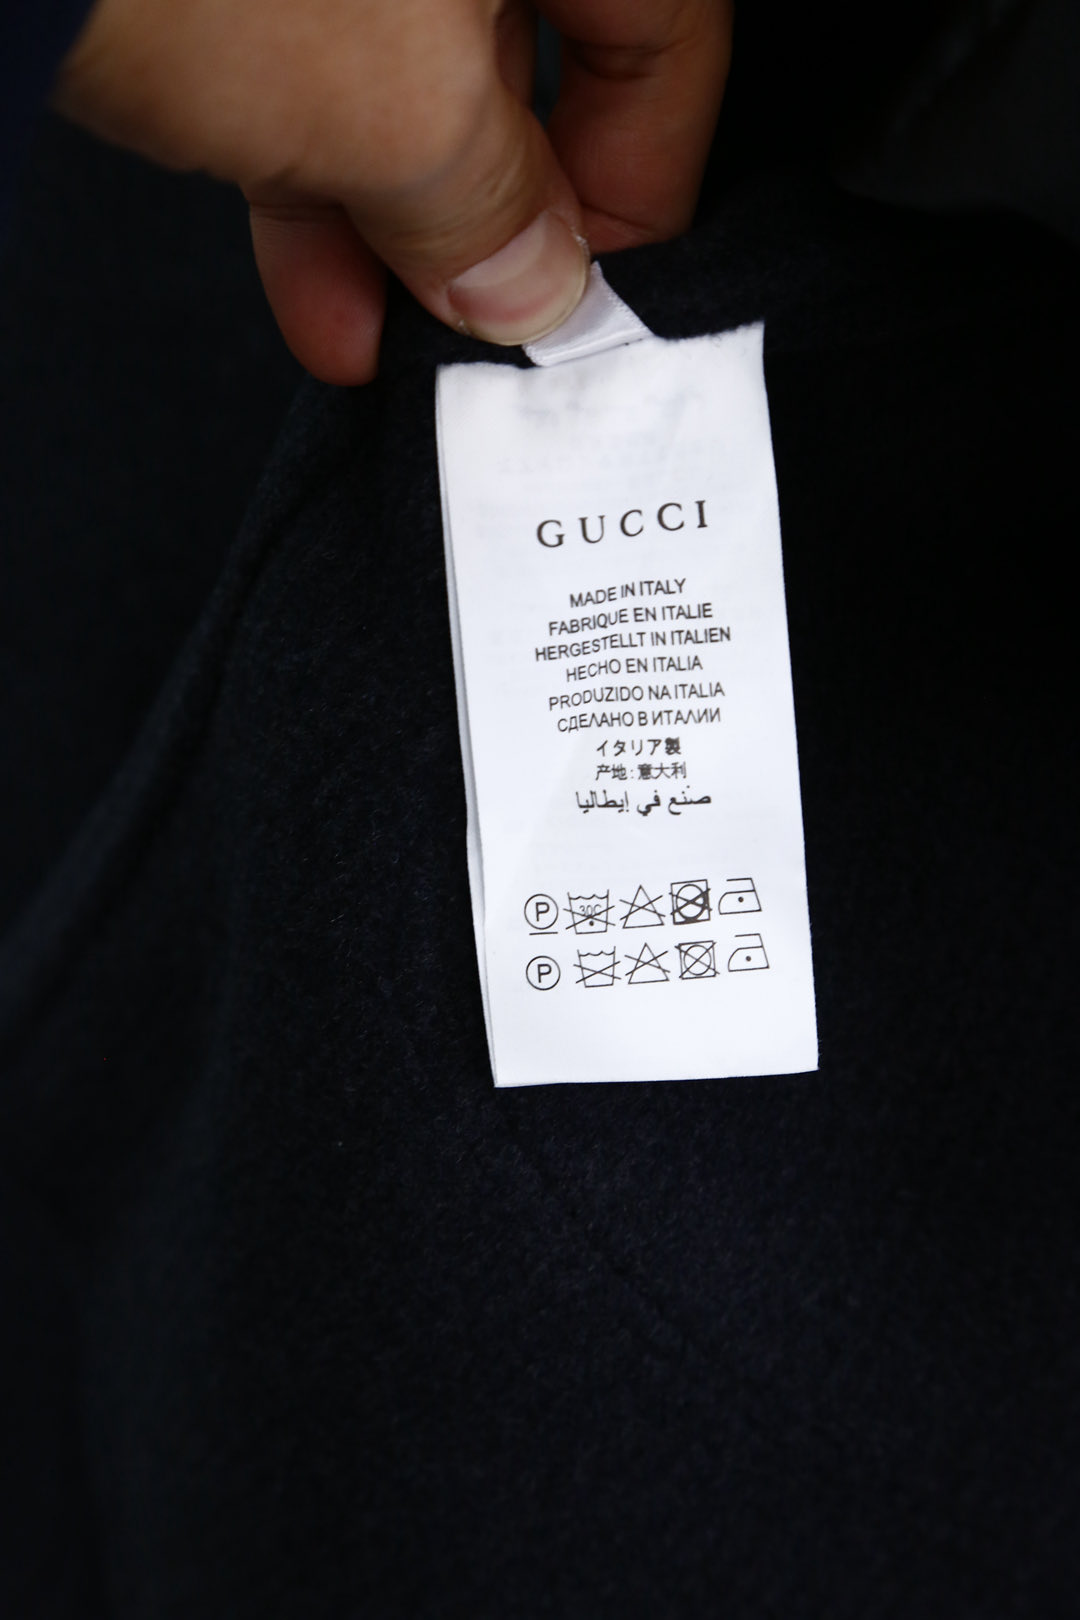 GUCCI
MADE IN ITALY
FABRIQUE EN ITALIE
HERGESTELLT IN ITALIEN
HECHO EN ITALIA
PRODUZIDO NA ITALIA
СДЕЛАНО В ИТАЛИИ
イタリア製
产地:意大利
صنع في إيطاليا
P 30C
P